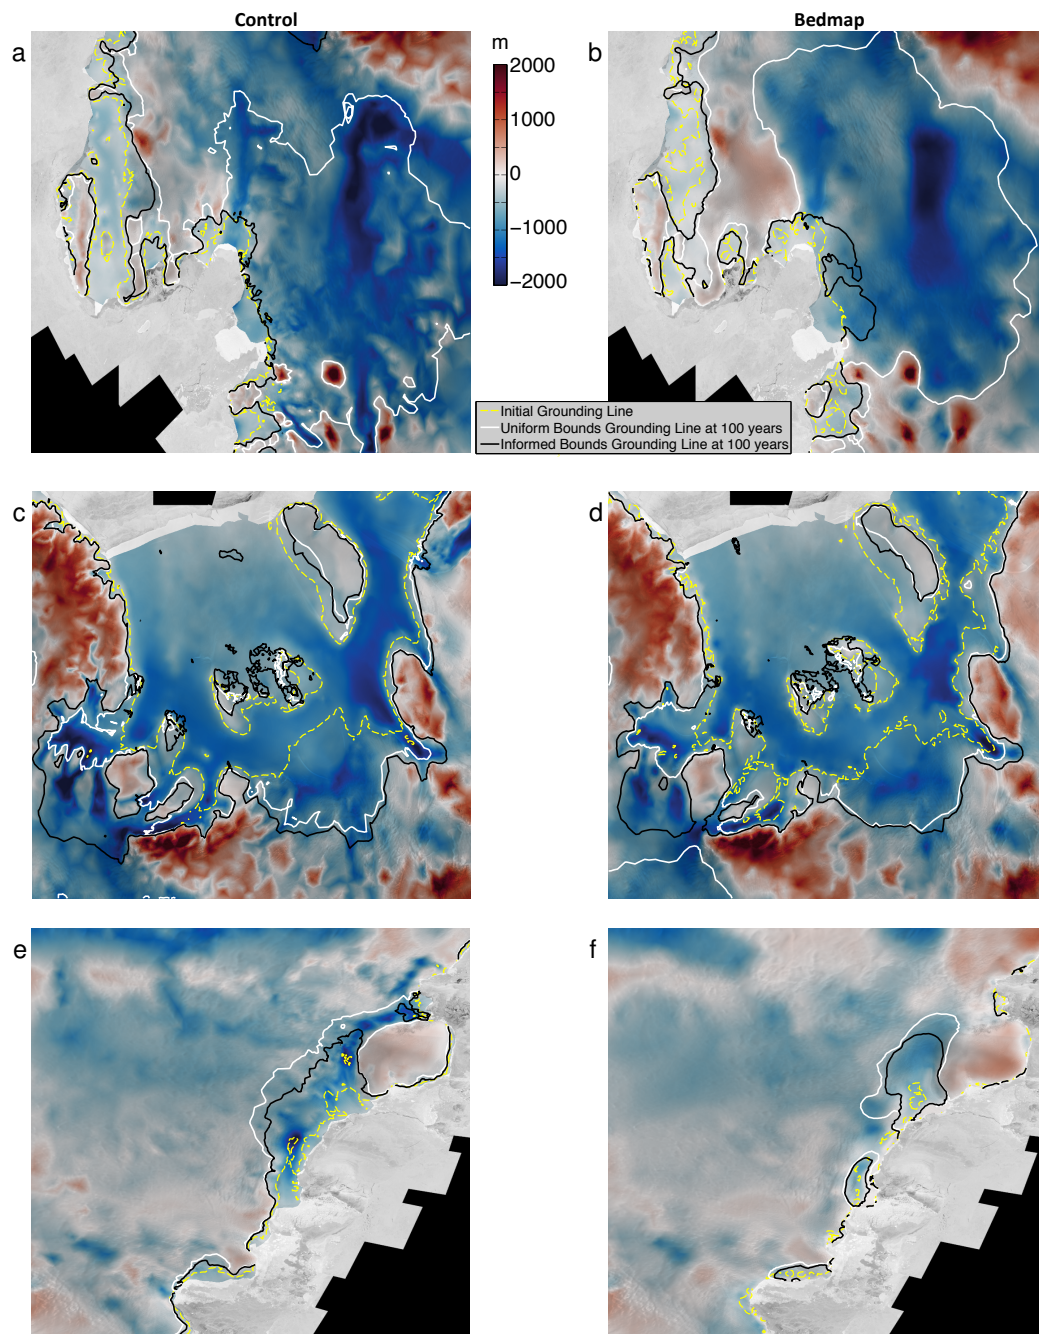 Control
Bedmap
a
m
2000
1000
0
−1000
−2000
b
Initial Grounding Line
Uniform Bounds Grounding Line at 100 years
Informed Bounds Grounding Line at 100 years
c
d
e
f